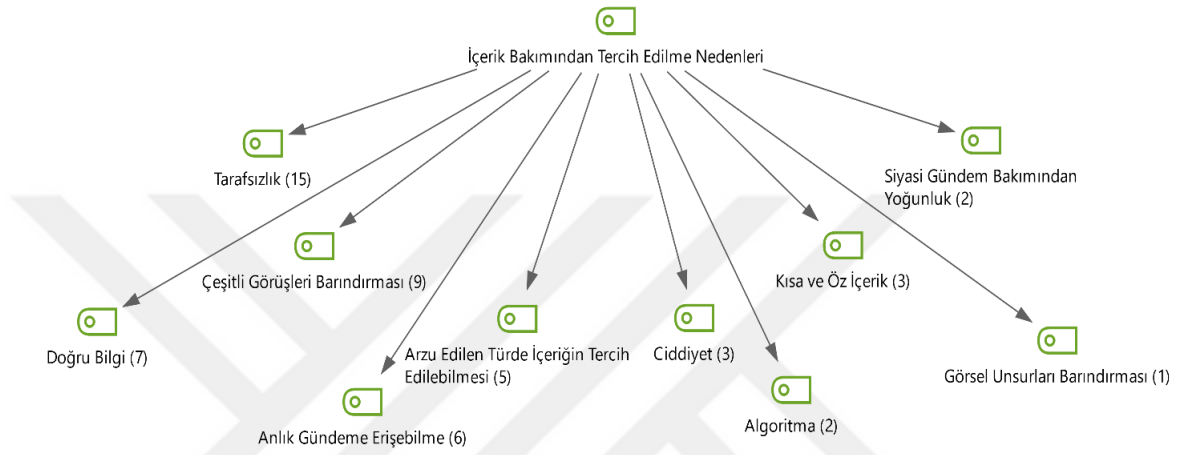 İçerik Bakımından Tercih Edilme Nedenleri
Tarafsızlık (15)
Siyasi Gündem Bakımından
Yoğunluk (2)
Çeşitli Görüşleri Barındırması (9)
Kısa ve Öz İçerik (3)
Doğru Bilgi (7)
Arzu Edilen Türde İçeriğin Tercih
Edilebilmesi (5)
Ciddiyet (3)
Görsel Unsurları Barındırması (1)
Anlık Gündeme Erişebilme (6)
Algoritma (2)